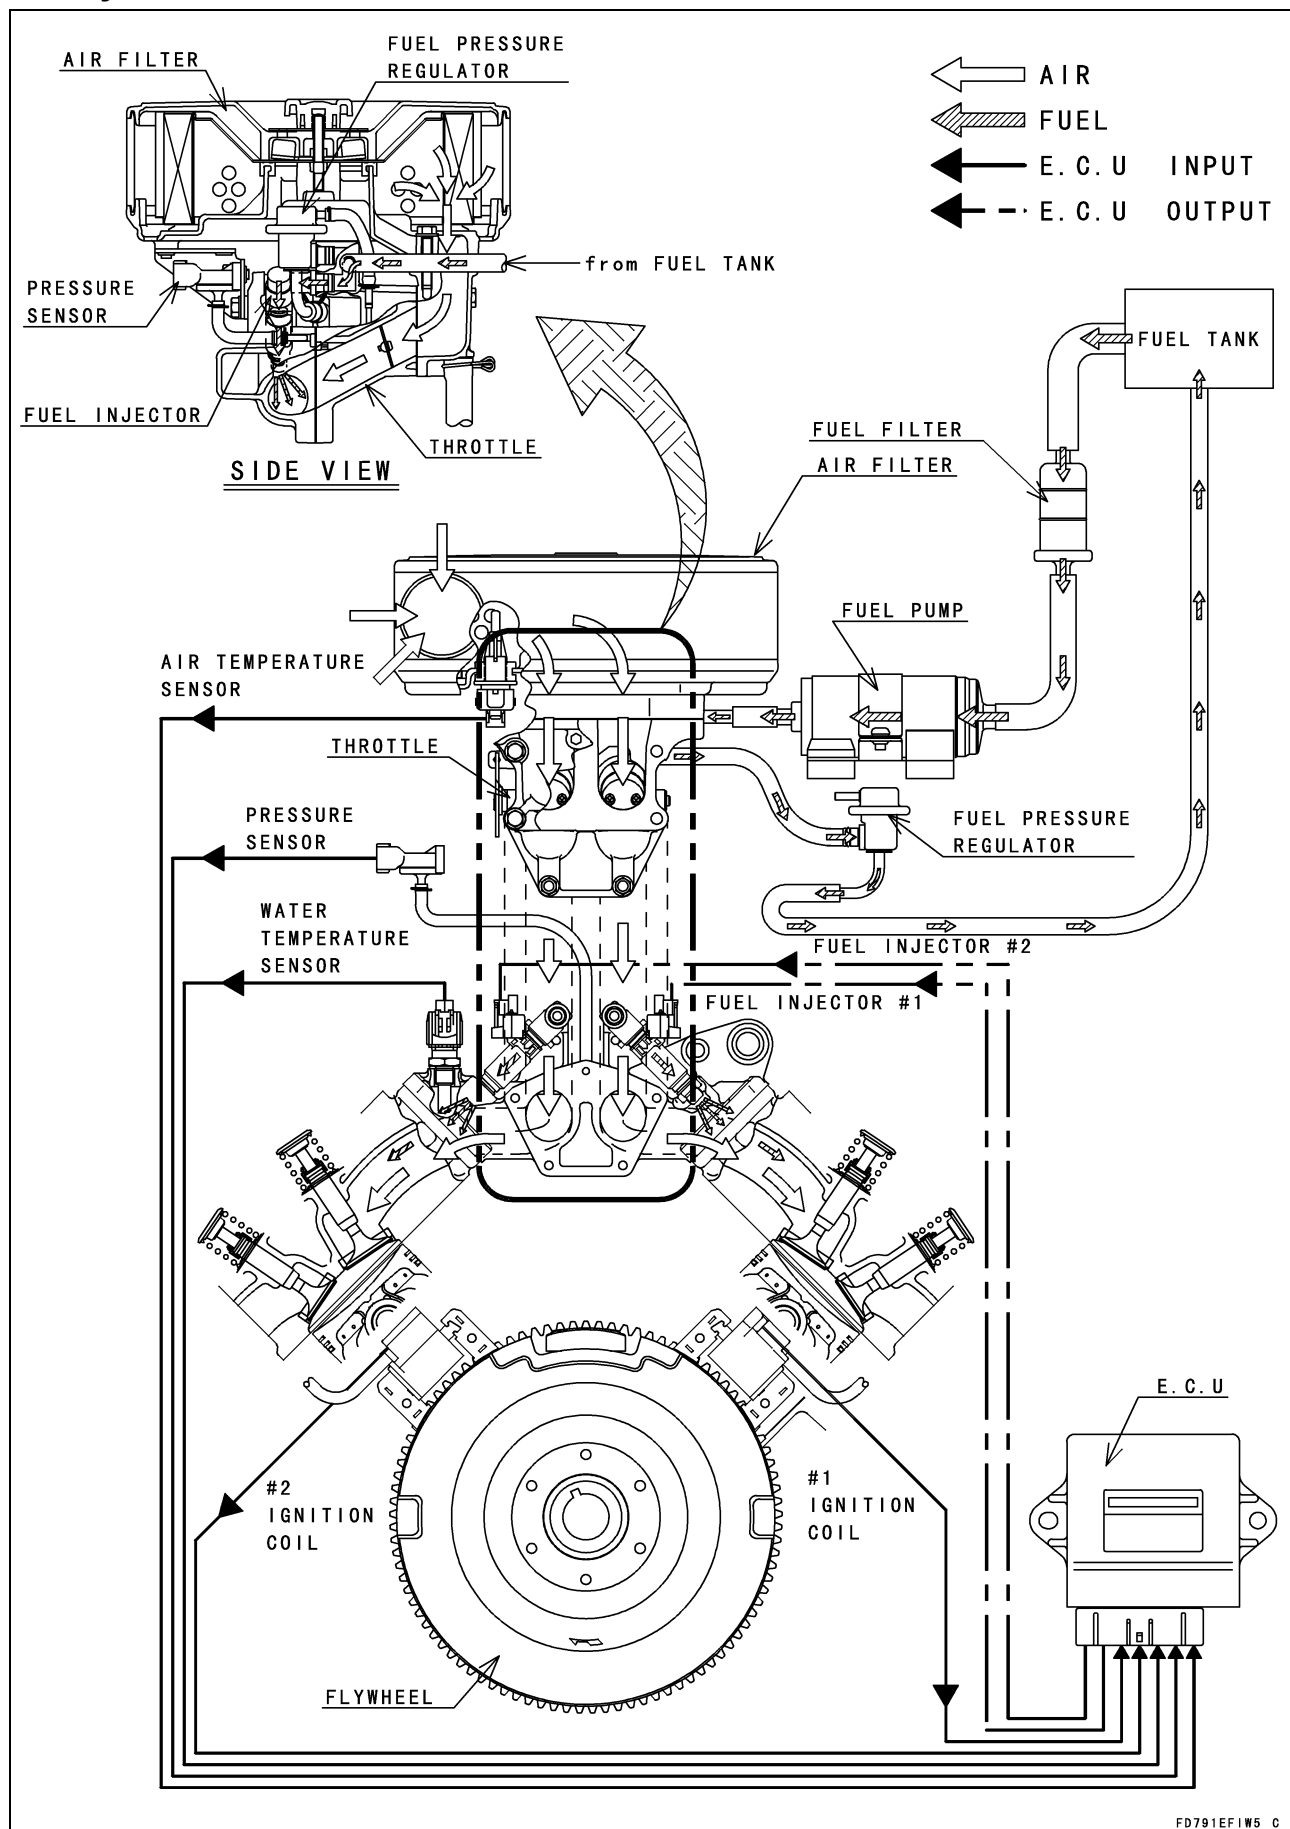 AIR FILTER
FUEL PRESSURE
REGULATOR
AIR
FUEL
E.C.U INPUT
E.C.U OUTPUT
from FUEL TANK
PRESSURE
SENSOR
FUEL INJECTOR
THROTTLE
SIDE VIEW
FUEL TANK
FUEL FILTER
AIR FILTER
FUEL PUMP
AIR TEMPERATURE
SENSOR
THROTTLE
PRESSURE
SENSOR
FUEL PRESSURE
REGULATOR
WATER
TEMPERATURE
SENSOR
FUEL INJECTOR #2
FUEL INJECTOR #1
E.C.U
#2
IGNITION
COIL
#1
IGNITION
COIL
FLYWHEEL
FD791EFIW5 C